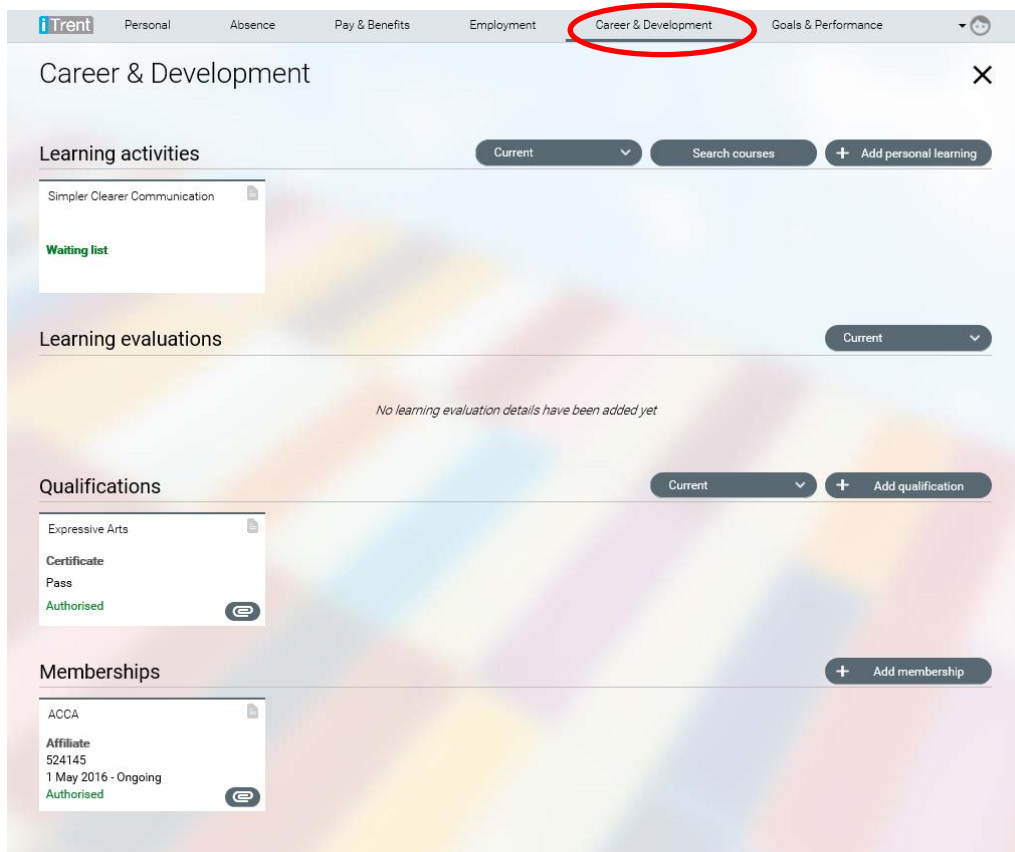 iTrent Personal Absence Pay & Benefits Employment Career & Development Goals & Performance
Career & Development
Learning activities Current Search courses + Add personal learning
Simpler Clearer Communication
Waiting list
Learning evaluations Current
No learning evaluation details have been added yet
Qualifications Current + Add qualification
Expressive Arts
Certificate
Pass
Authorised
Memberships + Add membership
ACCA
Affiliate
524145
1 May 2016 - Ongoing
Authorised